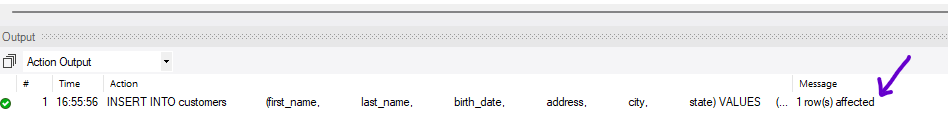 Output
Action Output
# Time Action Message
1 16:55:56 INSERT INTO customers (first_name, last_name, birth_date, address, city, state) VALUES (... 1 row(s) affected